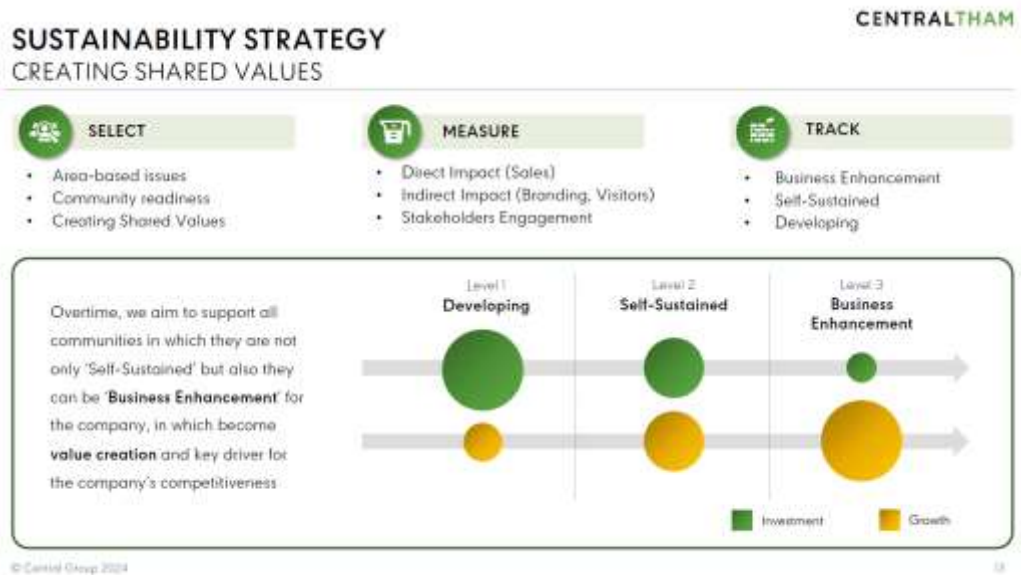 CENTRALTHAM
SUSTAINABILITY STRATEGY
CREATING SHARED VALUES
SELECT
• Area-based issues
• Community readiness
• Creating Shared Values
MEASURE
• Direct Impact (Sales)
• Indirect Impact (Branding, Visitors)
• Stakeholders Engagement
TRACK
• Business Enhancement
• Self-Sustained
• Developing
Overtime, we aim to support all
communities in which they are not
only 'Self-Sustained' but also they
can be 'Business Enhancement' for
the company, in which become
value creation and key driver for
the company's competitiveness
Level 1
Developing
Level 2
Self-Sustained
Level 3
Business
Enhancement
Investment
Growth
© Central Group 2024